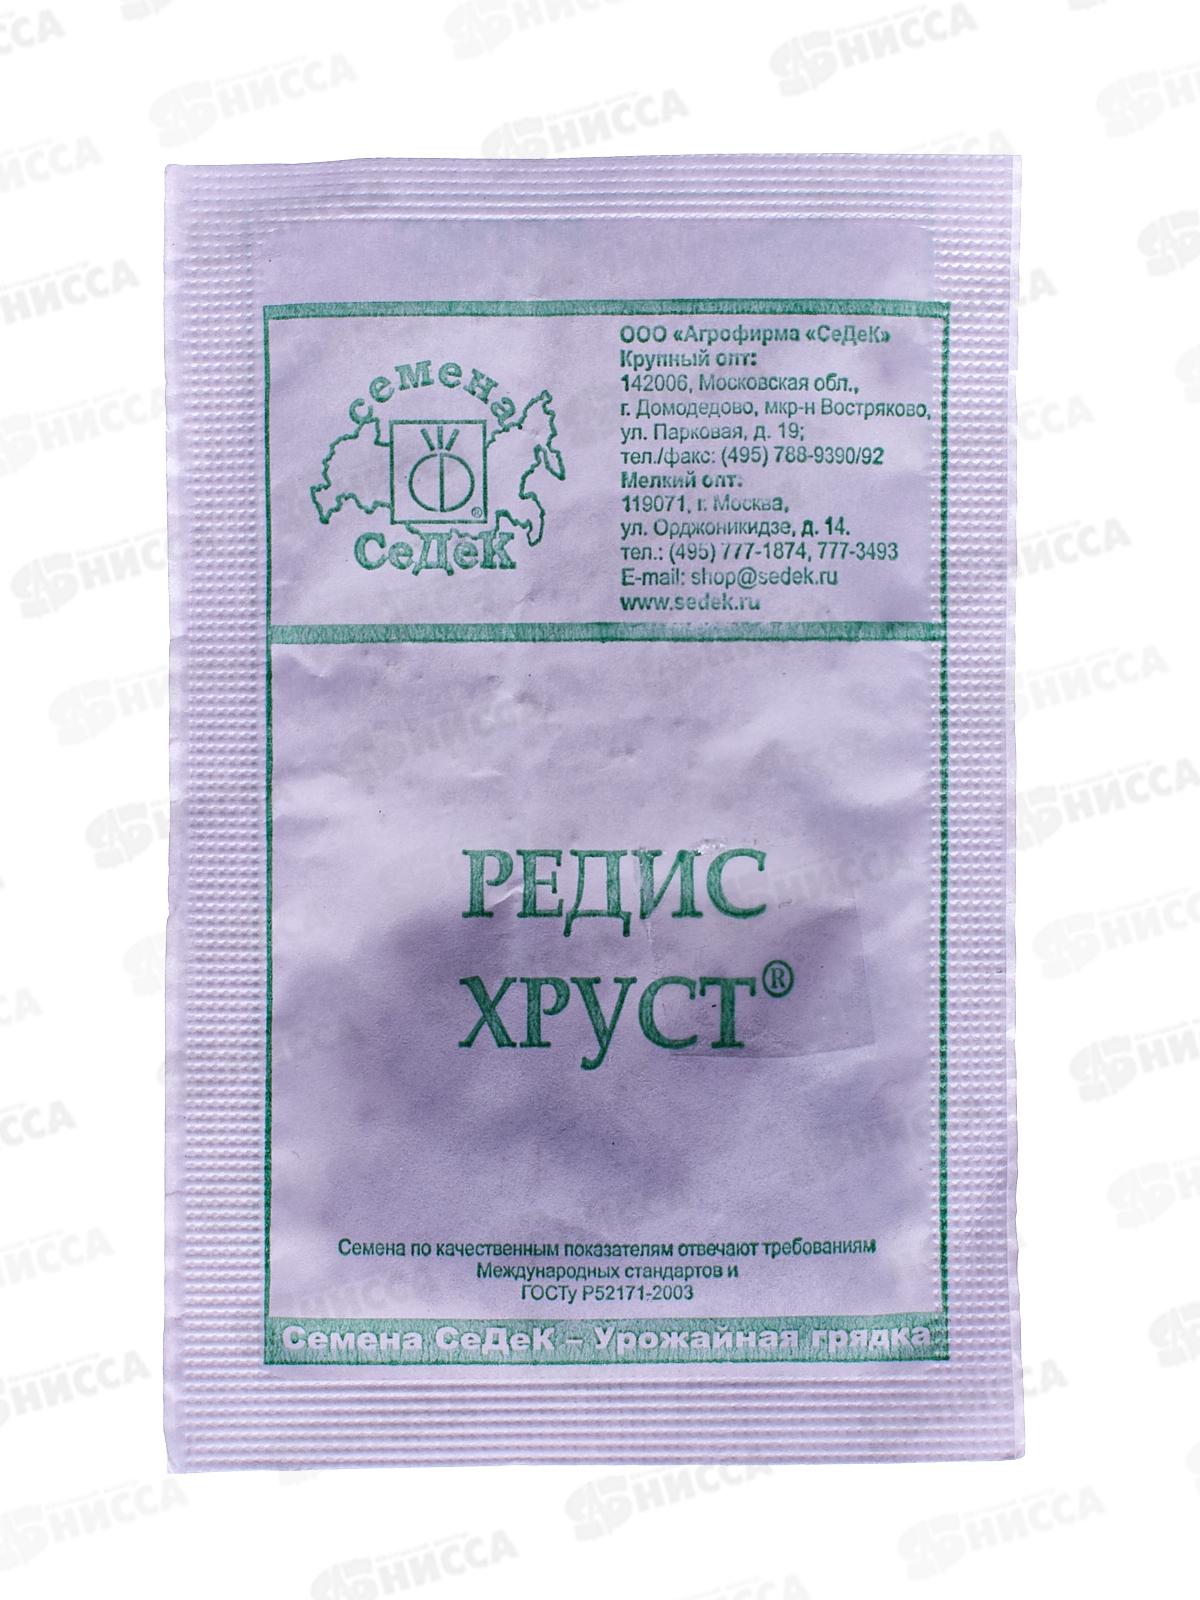 семена
СеДеК
®
ООО «Агрофирма «СеДеК»
Крупный опт:
142006, Московская обл.,
г. Домодедово, мкр-н Востряково,
ул. Парковая, д. 19;
тел./факс: (495) 788-9390/92
Мелкий опт:
119071, г. Москва,
ул. Орджоникидзе, д. 14.
тел.: (495) 777-1874, 777-3493
E-mail: shop@sedek.ru
www.sedek.ru
РЕДИС
ХРУСТ®
Семена по качественным показателям отвечают требованиям
Международных стандартов и
ГОСТу Р52171-2003
Семена СеДеК – Урожайная грядка
АБНИССА